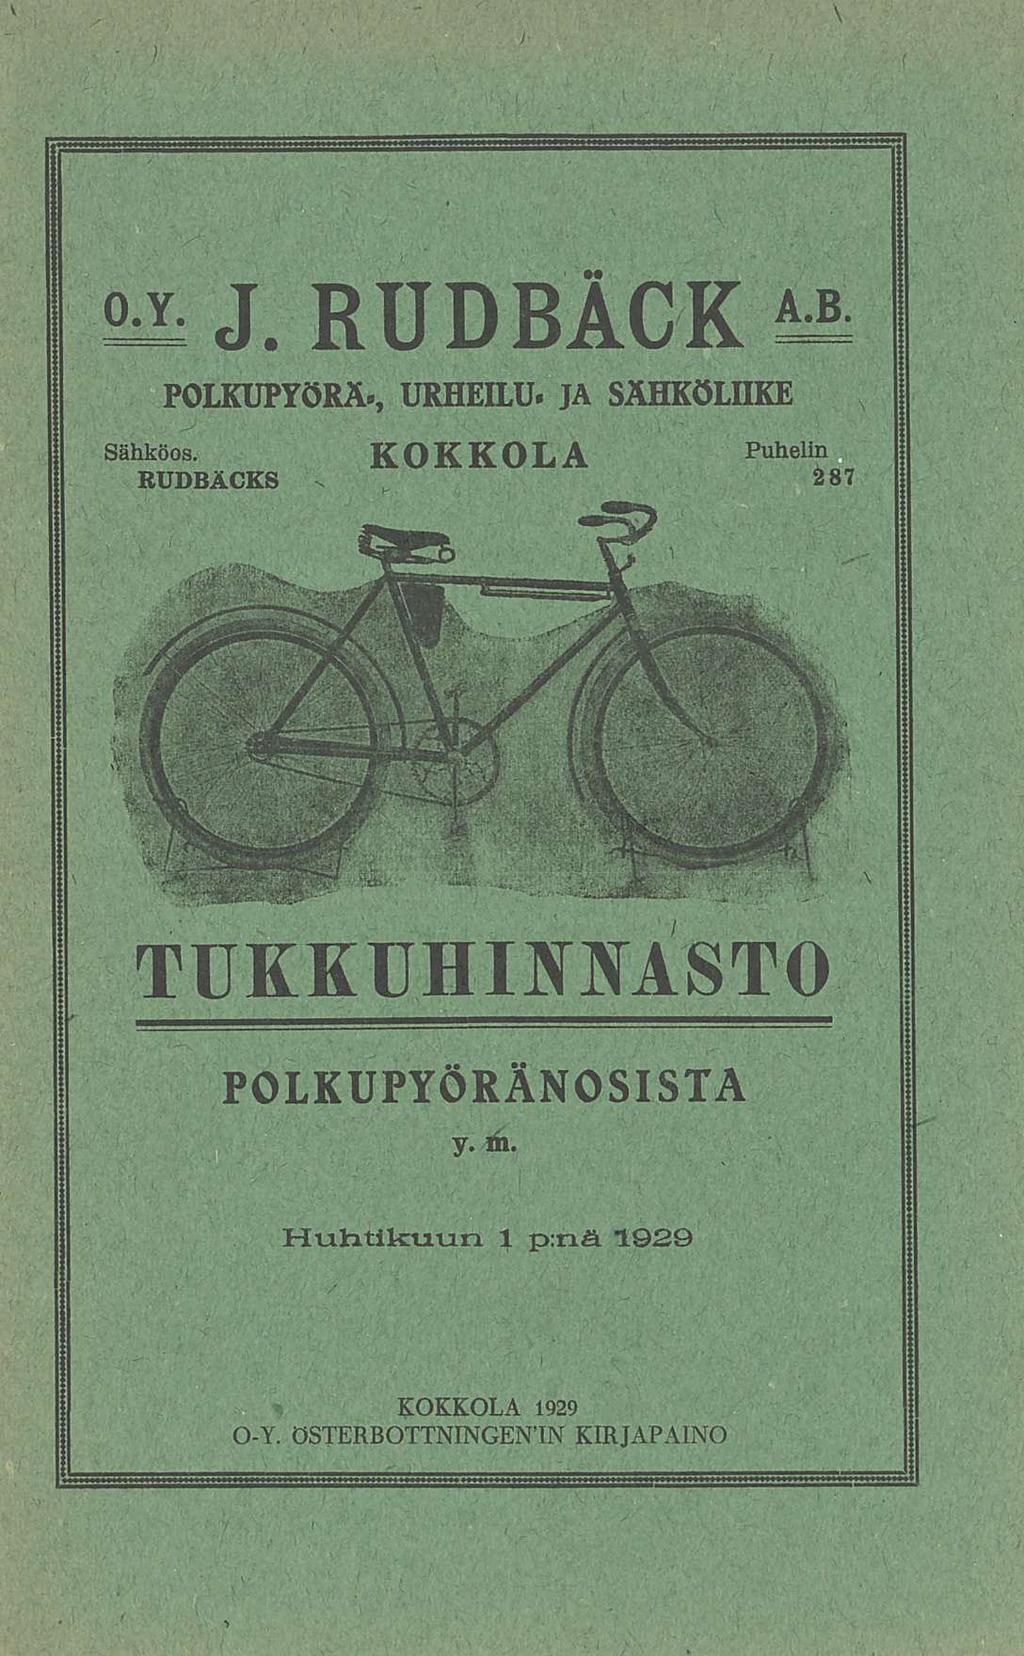 O.Y. J. RUDBÄCK A.B.
POLKUPYÖRÄ-, URHEILU- JA SÄHKÖLIIKE
Sähköos. KOKKOLA Puhelin
RUDBÄCKS 287
TUKKUHINNASTO
POLKUPYÖRÄNOSISTA
y. m.
Huhtikuun 1 p:nä 1929
KOKKOLA 1929
O-Y. ÖSTERBOTTNINGEN'IN KIRJAPAINO